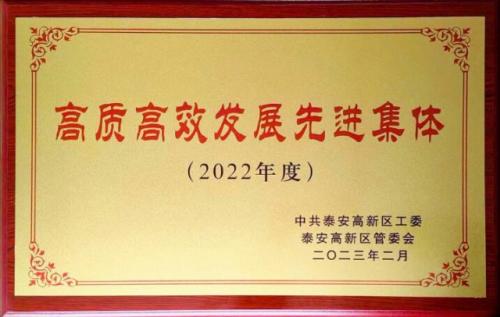 高质高效发展先进集体
（2022年度）
中共泰安高新区工委
泰安高新区管委会
二〇二三年二月